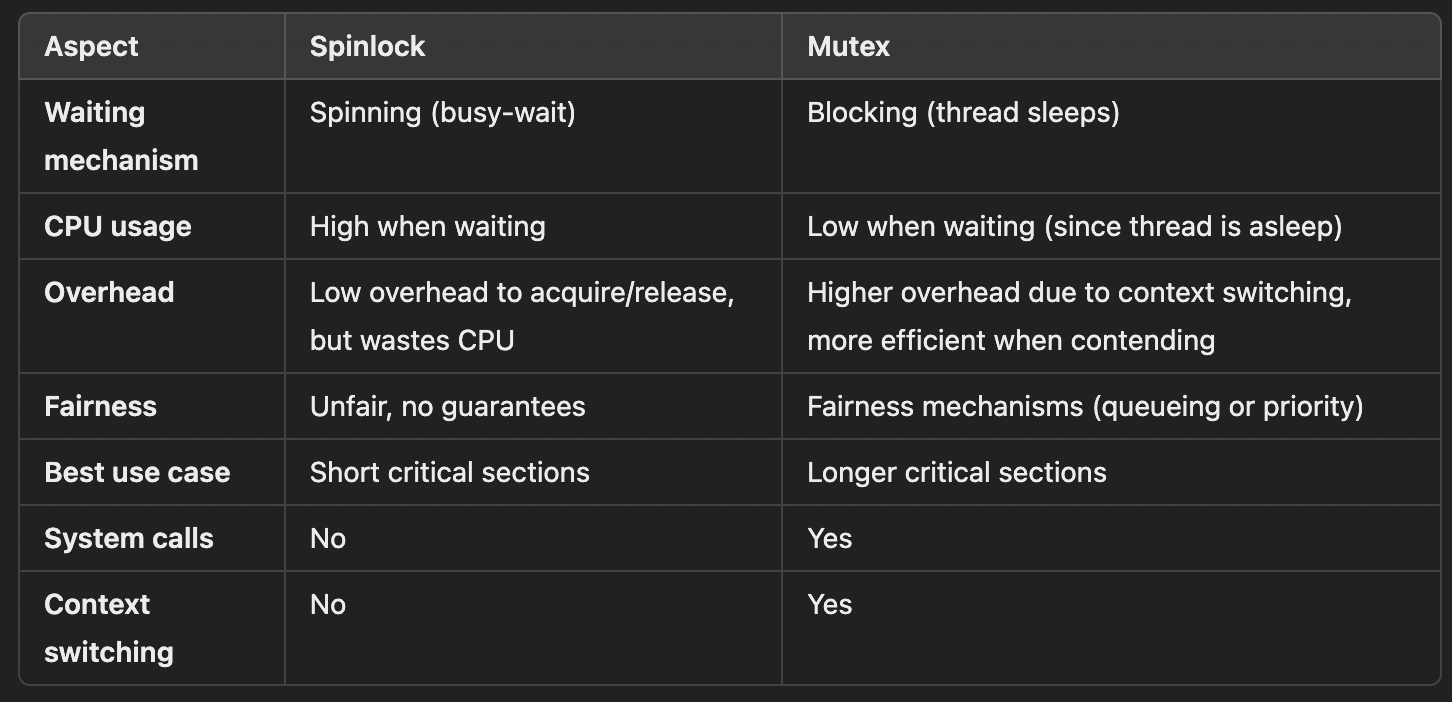 Aspect Spinlock Mutex
Waiting mechanism Spinning (busy-wait) Blocking (thread sleeps)
CPU usage High when waiting Low when waiting (since thread is asleep)
Overhead Low overhead to acquire/release, but wastes CPU Higher overhead due to context switching, more efficient when contending
Fairness Unfair, no guarantees Fairness mechanisms (queueing or priority)
Best use case Short critical sections Longer critical sections
System calls No Yes
Context switching No Yes